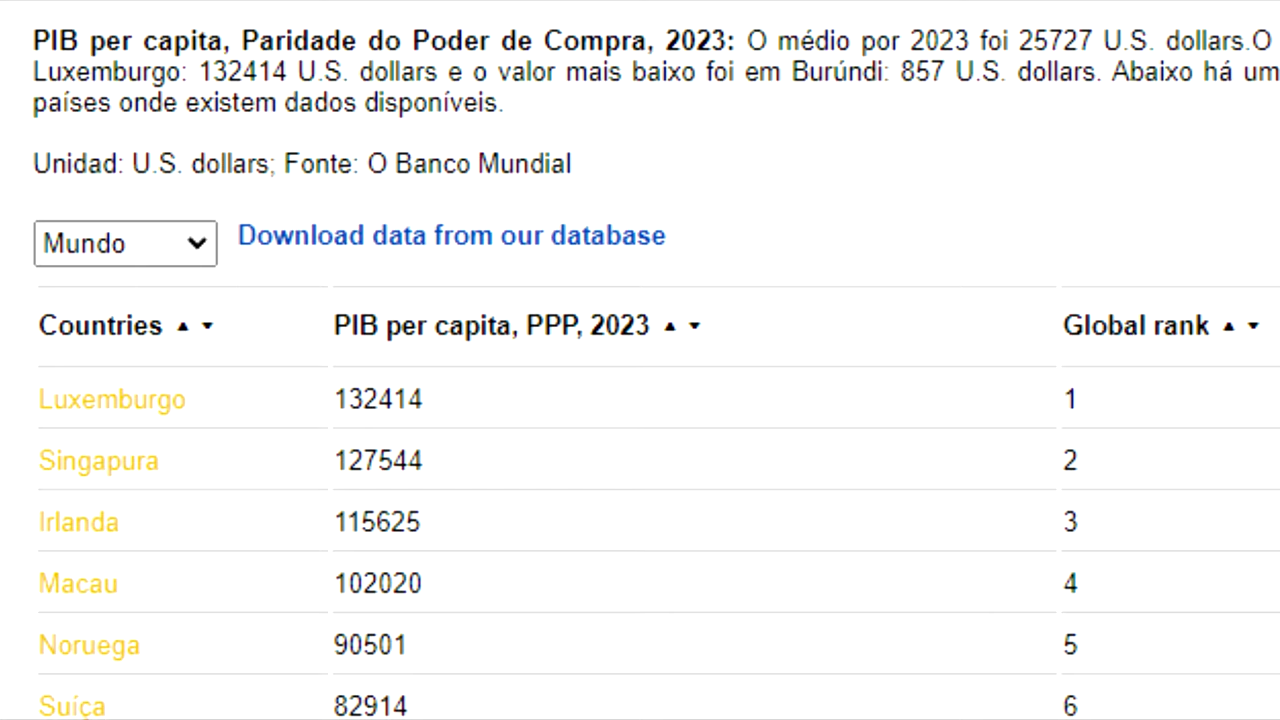 PIB per capita, Paridade do Poder de Compra, 2023: O médio por 2023 foi 25727 U.S. dollars.O
Luxemburgo: 132414 U.S. dollars e o valor mais baixo foi em Burúndi: 857 U.S. dollars. Abaixo há um
países onde existem dados disponíveis.
Unidad: U.S. dollars; Fonte: O Banco Mundial
Mundo Download data from our database
Countries ▲ ▼ PIB per capita, PPP, 2023 ▲ ▼ Global rank ▲ ▼
Luxemburgo 132414 1
Singapura 127544 2
Irlanda 115625 3
Macau 102020 4
Noruega 90501 5
Suíça 82914 6